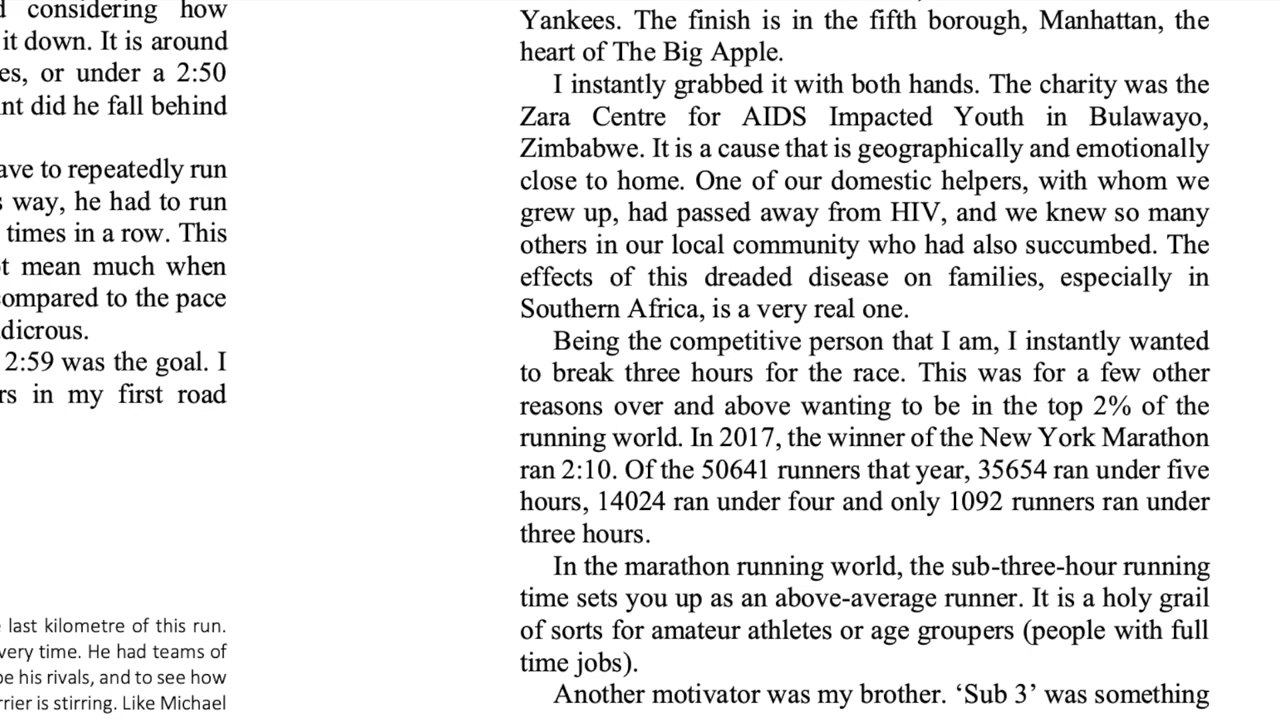 considering how
it down. It is around
es, or under a 2:50
nt did he fall behind
ave to repeatedly run
s way, he had to run
times in a row. This
t mean much when
compared to the pace
dicrous.
2:59 was the goal. I
rs in my first road
last kilometre of this run.
very time. He had teams of
be his rivals, and to see how
rrier is stirring. Like Michael
Yankees. The finish is in the fifth borough, Manhattan, the
heart of The Big Apple.
I instantly grabbed it with both hands. The charity was the
Zara Centre for AIDS Impacted Youth in Bulawayo,
Zimbabwe. It is a cause that is geographically and emotionally
close to home. One of our domestic helpers, with whom we
grew up, had passed away from HIV, and we knew so many
others in our local community who had also succumbed. The
effects of this dreaded disease on families, especially in
Southern Africa, is a very real one.
Being the competitive person that I am, I instantly wanted
to break three hours for the race. This was for a few other
reasons over and above wanting to be in the top 2% of the
running world. In 2017, the winner of the New York Marathon
ran 2:10. Of the 50641 runners that year, 35654 ran under five
hours, 14024 ran under four and only 1092 runners ran under
three hours.
In the marathon running world, the sub-three-hour running
time sets you up as an above-average runner. It is a holy grail
of sorts for amateur athletes or age groupers (people with full
time jobs).
Another motivator was my brother. ‘Sub 3’ was something